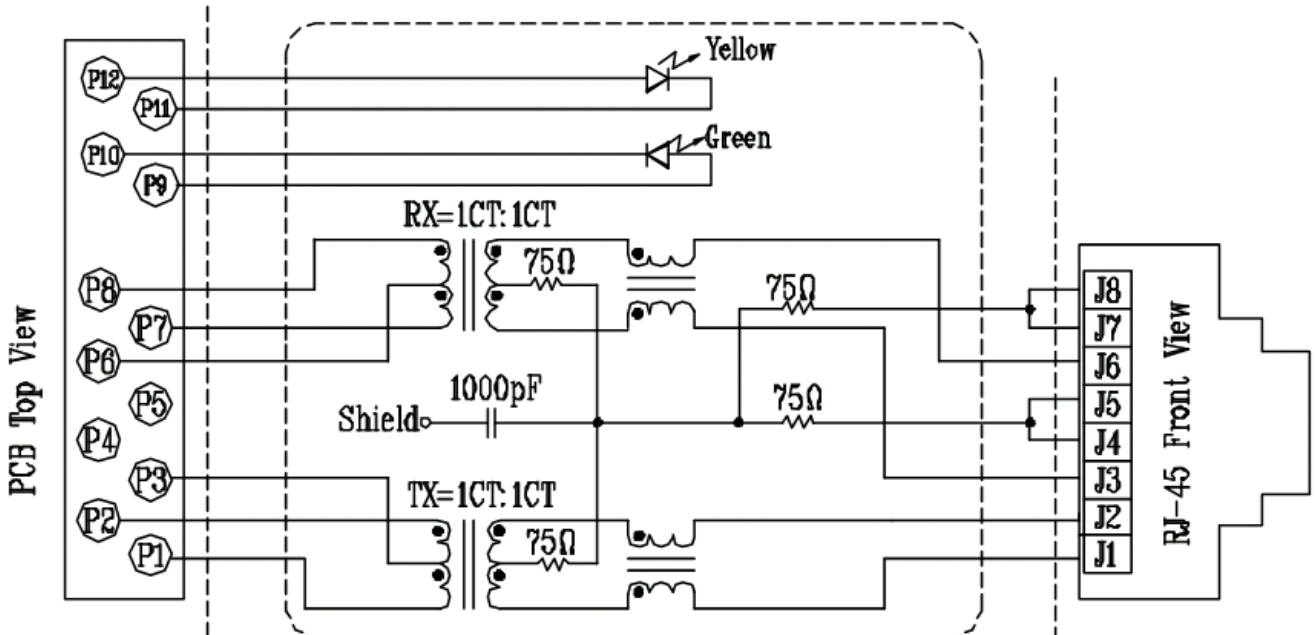 P12
Yellow
P11
P10
Green
P9
RX=1CT:1CT
75Ω
75Ω
P8
J8
P7
J7
P6
J6
1000pF
P5
75Ω
J5
Shield
P4
J4
P3
J3
TX=1CT:1CT
P2
J2
75Ω
P1
J1
PCB Top View
RJ-45 Front View